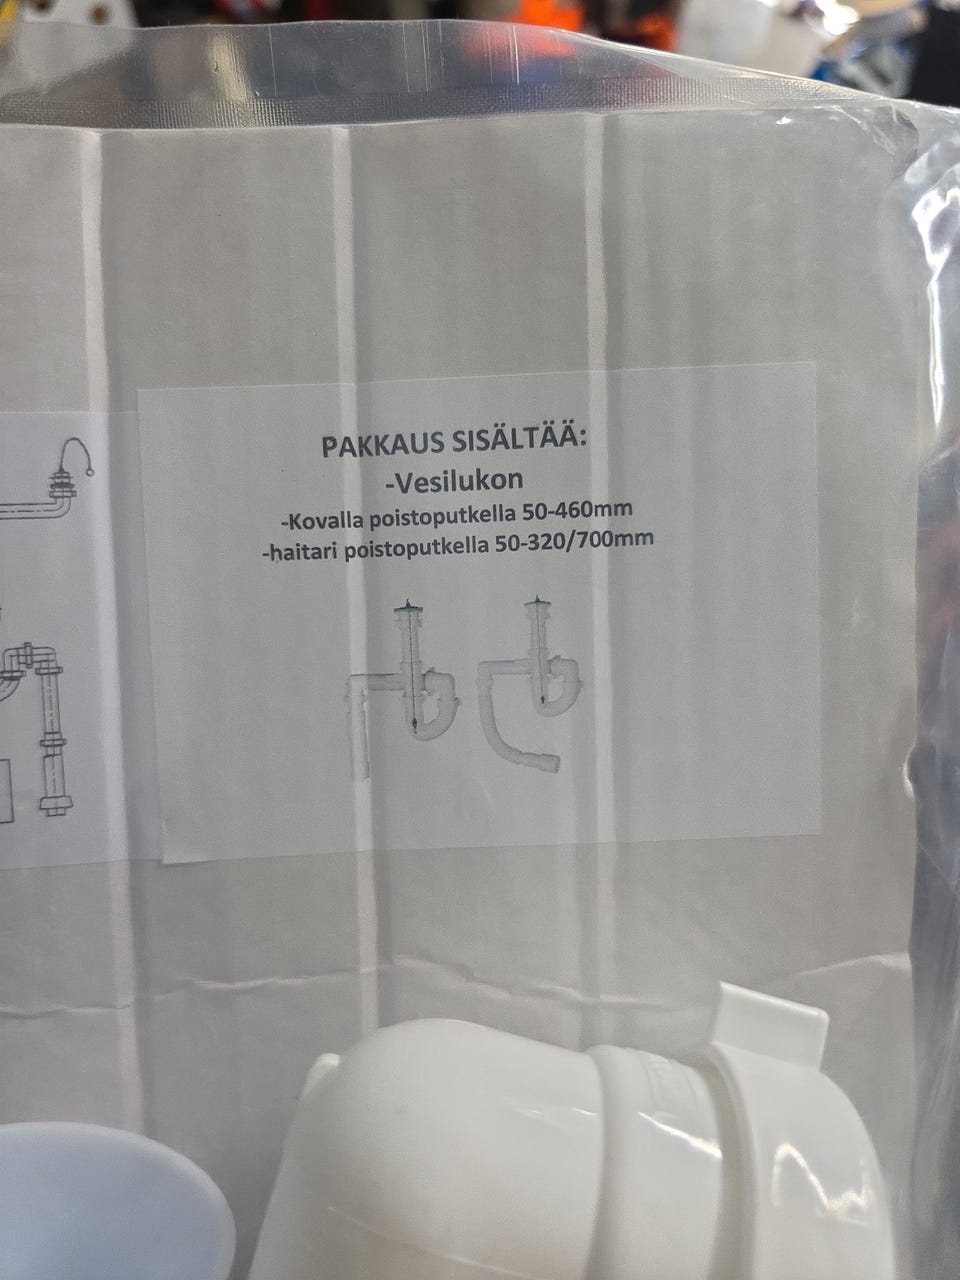 PAKKAUS SISÄLTÄÄ:
-Vesilukon
-Kovalla poistoputkella 50-460mm
-haitari poistoputkella 50-320/700mm